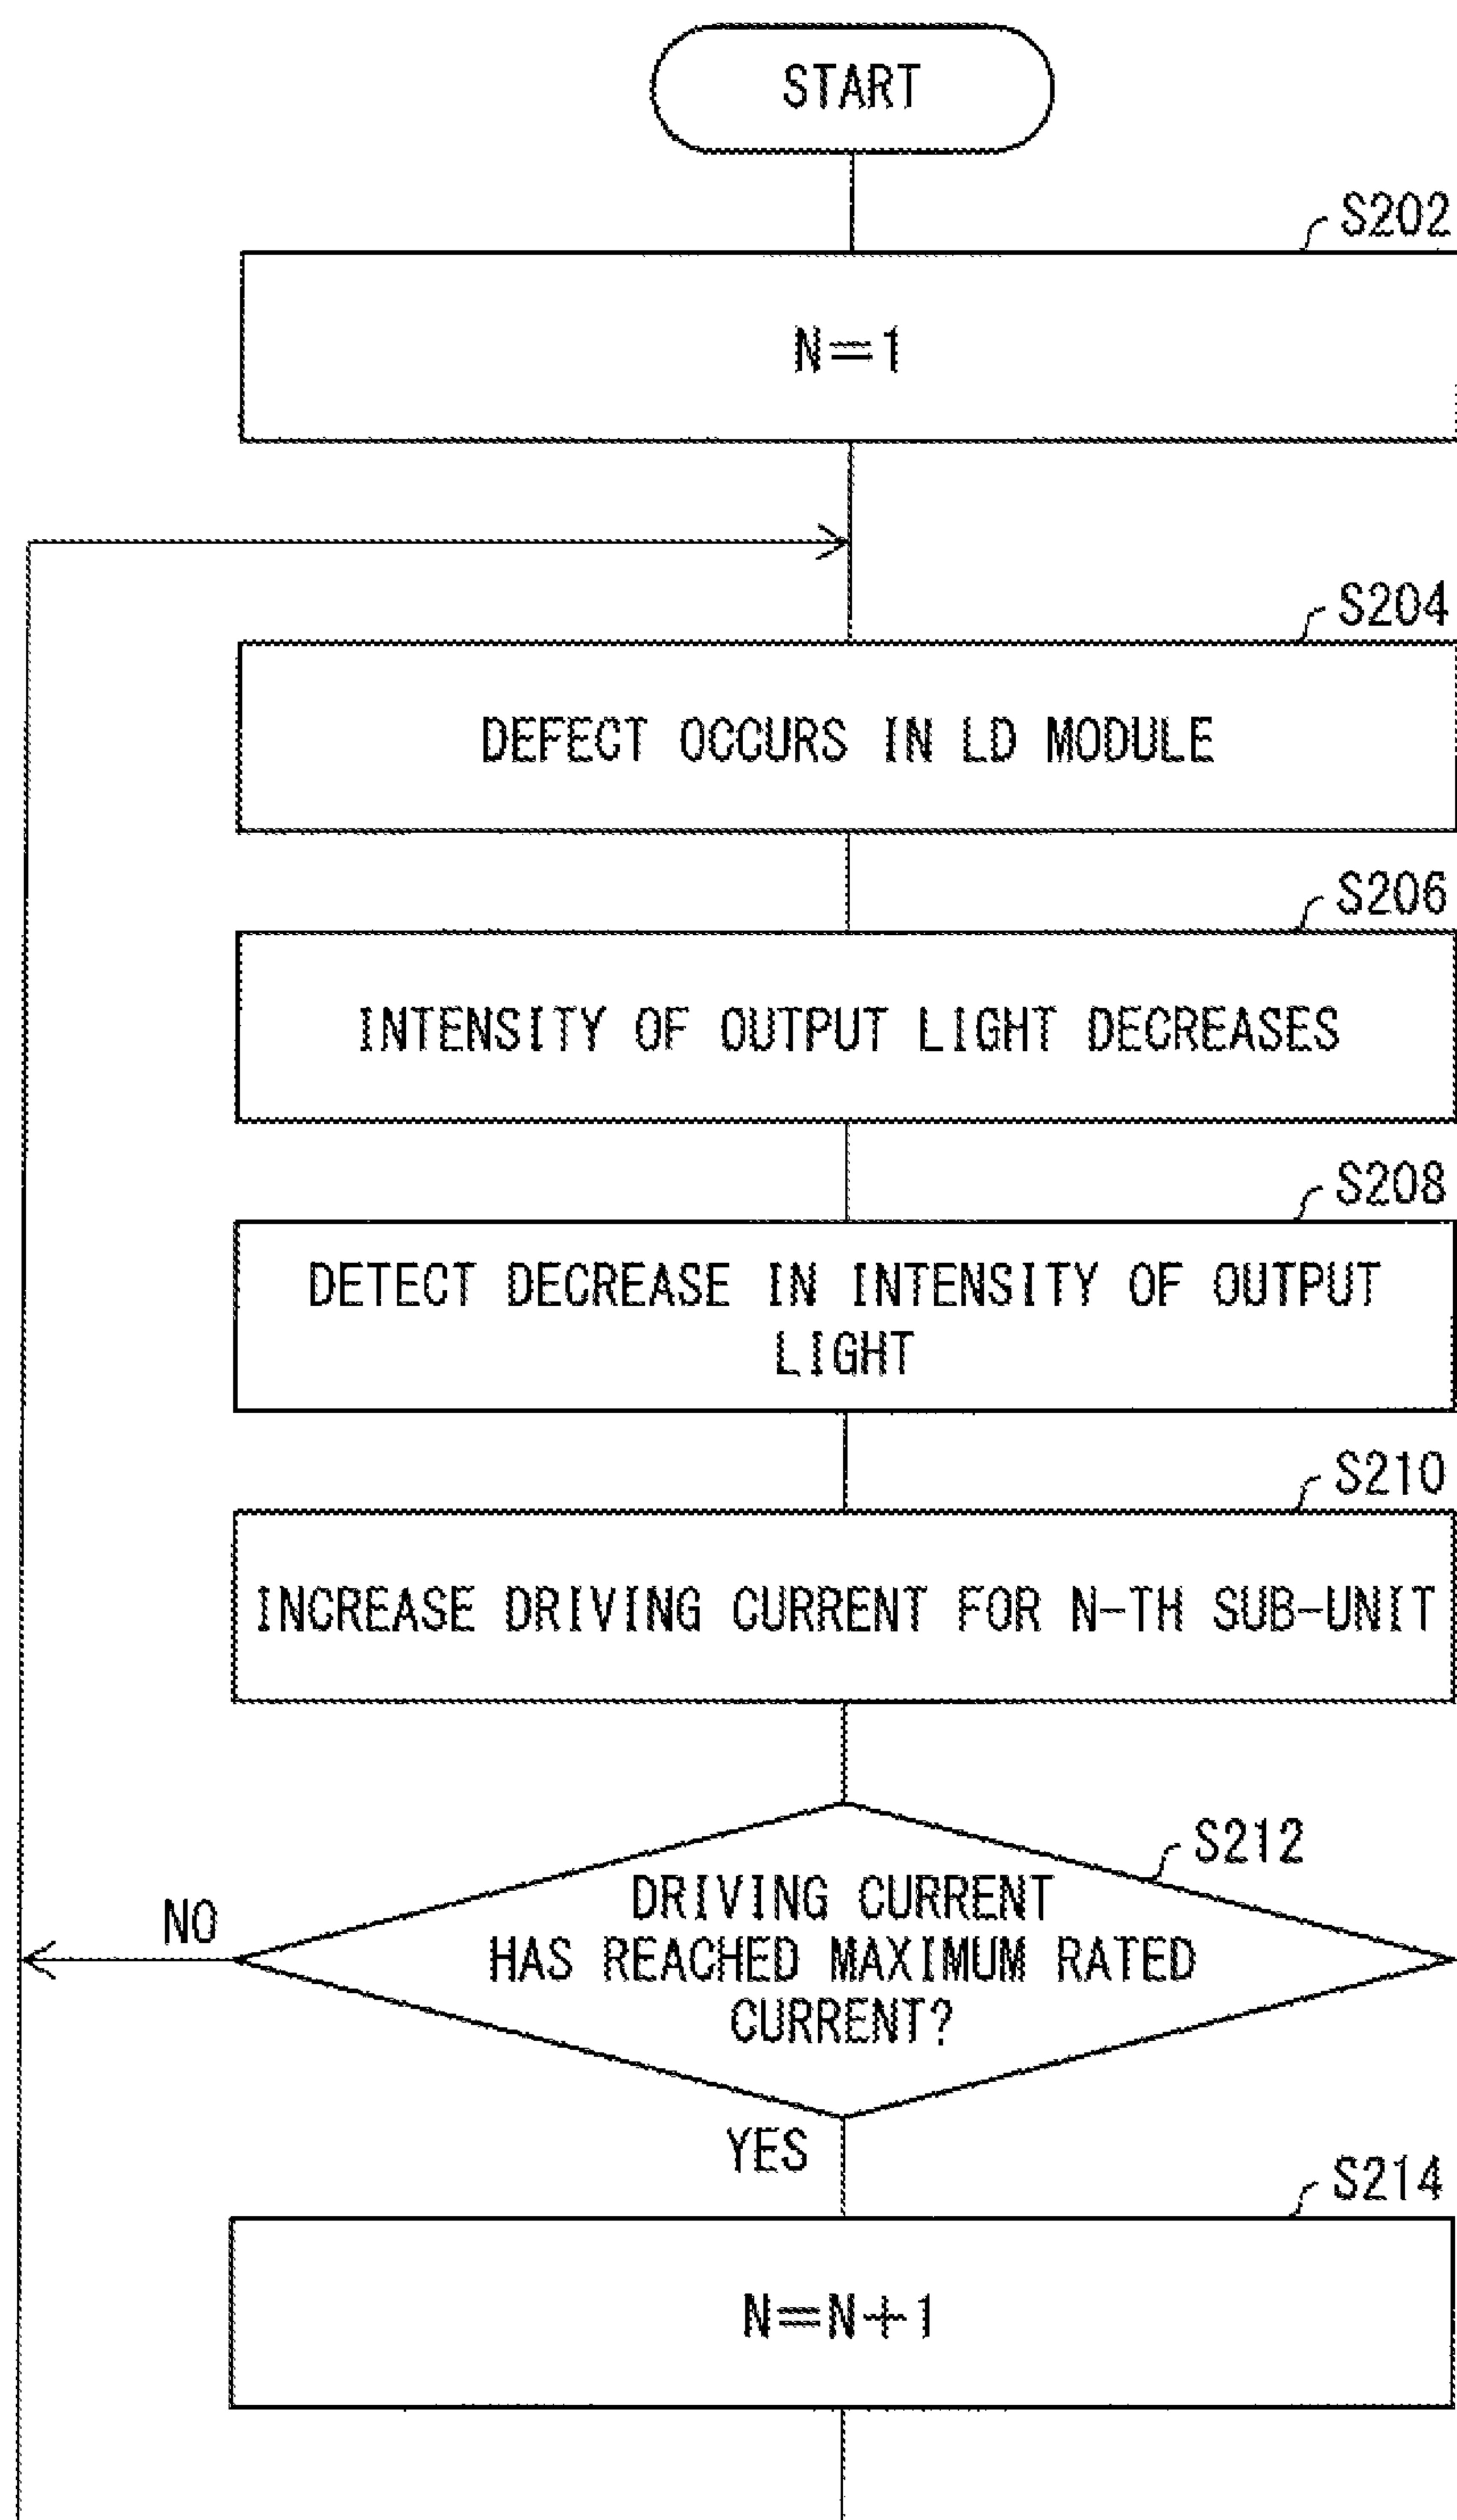 START
S202
N=1
S204
DEFECT OCCURS IN LD MODULE
S206
INTENSITY OF OUTPUT LIGHT DECREASES
S208
DETECT DECREASE IN INTENSITY OF OUTPUT
LIGHT
S210
INCREASE DRIVING CURRENT FOR N-TH SUB-UNIT
S212
DRIVING CURRENT
HAS REACHED MAXIMUM RATED
CURRENT?
NO
YES
S214
N=N+1